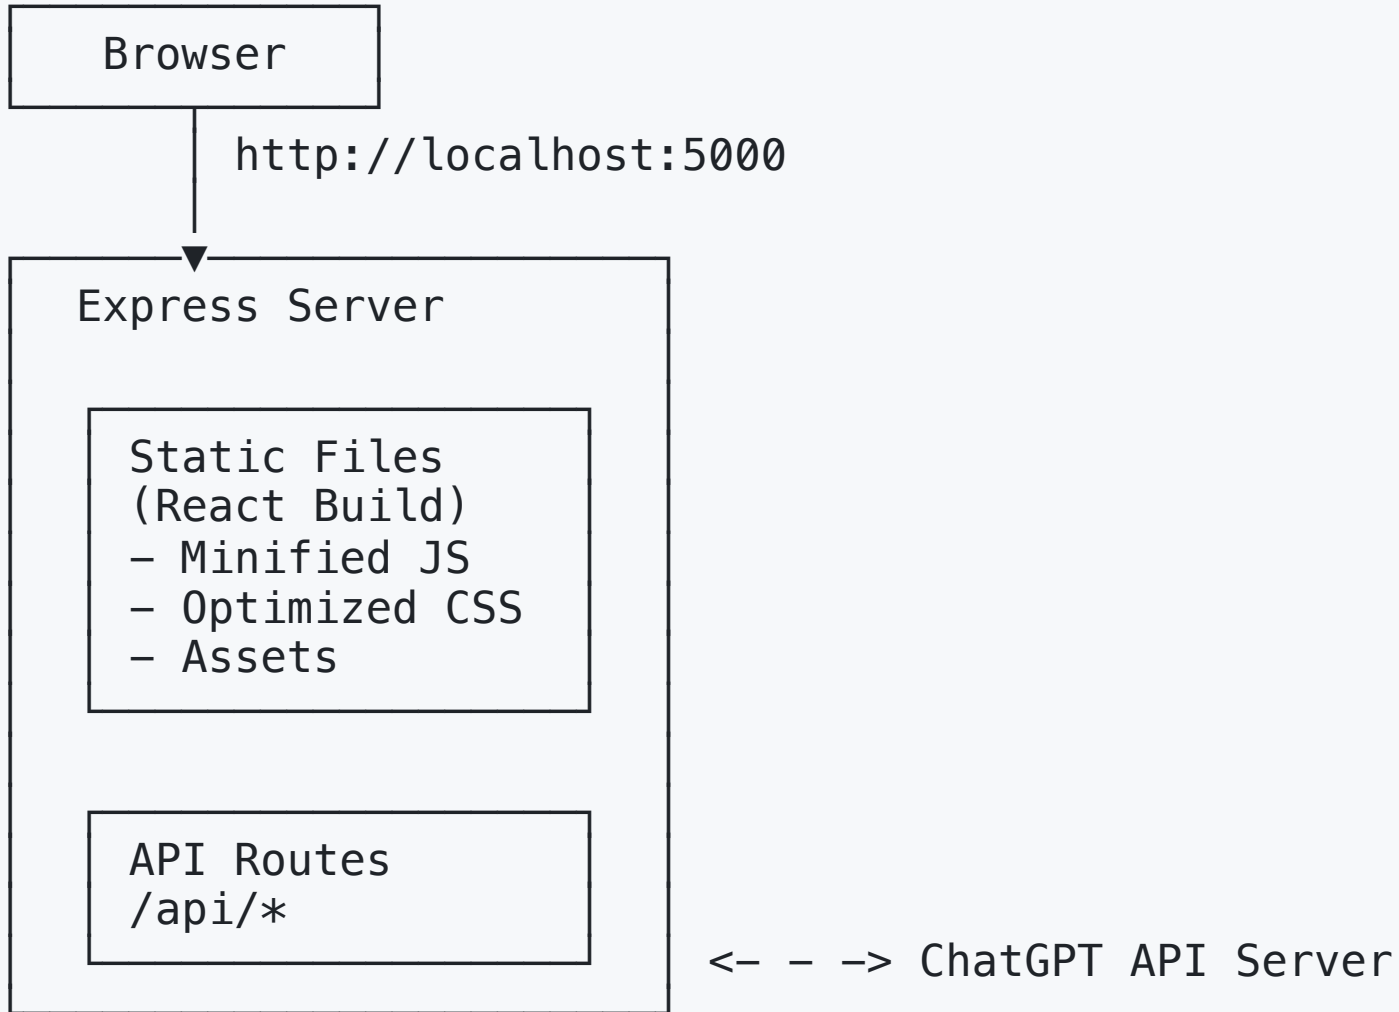 Browser
http://localhost:5000
Express Server
Static Files
(React Build)
- Minified JS
- Optimized CSS
- Assets
API Routes
/api/*
<- - -> ChatGPT API Server